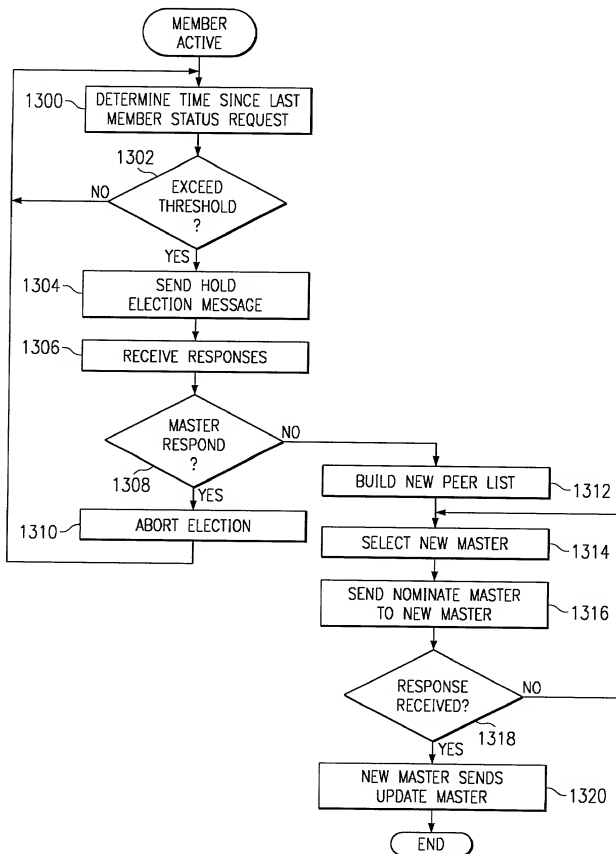 MEMBER
ACTIVE
1300
DETERMINE TIME SINCE LAST
MEMBER STATUS REQUEST
1302
NO
EXCEED
THRESHOLD
?
YES
1304
SEND HOLD
ELECTION MESSAGE
1306
RECEIVE RESPONSES
MASTER
RESPOND
?
NO
1308
YES
1310
ABORT ELECTION
BUILD NEW PEER LIST
1312
SELECT NEW MASTER
1314
SEND NOMINATE MASTER
TO NEW MASTER
1316
RESPONSE
RECEIVED?
NO
1318
YES
NEW MASTER SENDS
UPDATE MASTER
1320
END